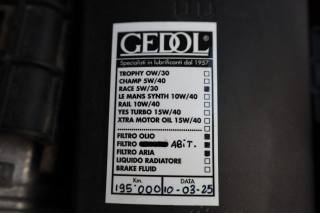 GEDOL®
Specialisti in lubrificanti dal 1957
TROPHY OW/30
CHAMP 5W/40
RACE 5W/30
LE MANS SYNTH 10W/40
RAIL 10W/40
YES TURBO 15W/40
XTRA MOTOR OIL 15W/40
FILTRO OLIO
FILTRO ABIT.
FILTRO ARIA
LIQUIDO RADIATORE
BRAKE FLUID
Km. DATA
195'000 10-03-25